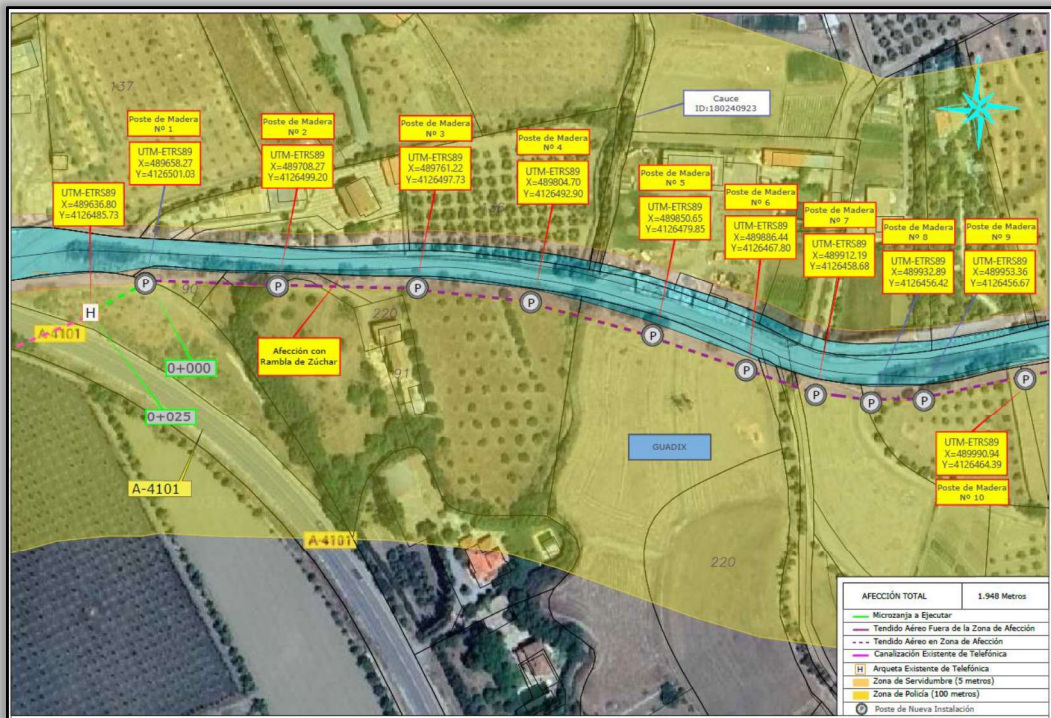 137
Cauce
ID:180240923
Poste de Madera
Nº 1
UTM-ETRS89
X=489658.27
Y=4126501.03
Poste de Madera
Nº 2
UTM-ETRS89
X=489708.27
Y=4126499.20
Poste de Madera
Nº 3
UTM-ETRS89
X=489761.22
Y=4126497.73
Poste de Madera
Nº 4
UTM-ETRS89
X=489804.70
Y=4126492.90
Poste de Madera
Nº 5
UTM-ETRS89
X=489850.65
Y=4126479.85
Poste de Madera
Nº 6
UTM-ETRS89
X=489886.44
Y=4126467.80
Poste de Madera
Nº 7
UTM-ETRS89
X=489912.19
Y=4126458.68
Poste de Madera
Nº 8
UTM-ETRS89
X=489932.89
Y=4126456.42
Poste de Madera
Nº 9
UTM-ETRS89
X=489953.36
Y=4126456.67
UTM-ETRS89
X=489636.80
Y=4126485.73
P
P
P
P
P
P
P
P
P
P
H
90
220
91
A-4101
Afección con
Rambla de Zúchar
0+000
0+025
A-4101
GUADIX
UTM-ETRS89
X=489990.94
Y=4126464.39
Poste de Madera
Nº 10
A-4101
220
AFECCIÓN TOTAL 1.948 Metros
Microzanja a Ejecutar
Tendido Aéreo Fuera de la Zona de Afección
Tendido Aéreo en Zona de Afección
Canalización Existente de Telefónica
H Arqueta Existente de Telefónica
Zona de Servidumbre (5 metros)
Zona de Policía (100 metros)
P Poste de Nueva Instalación